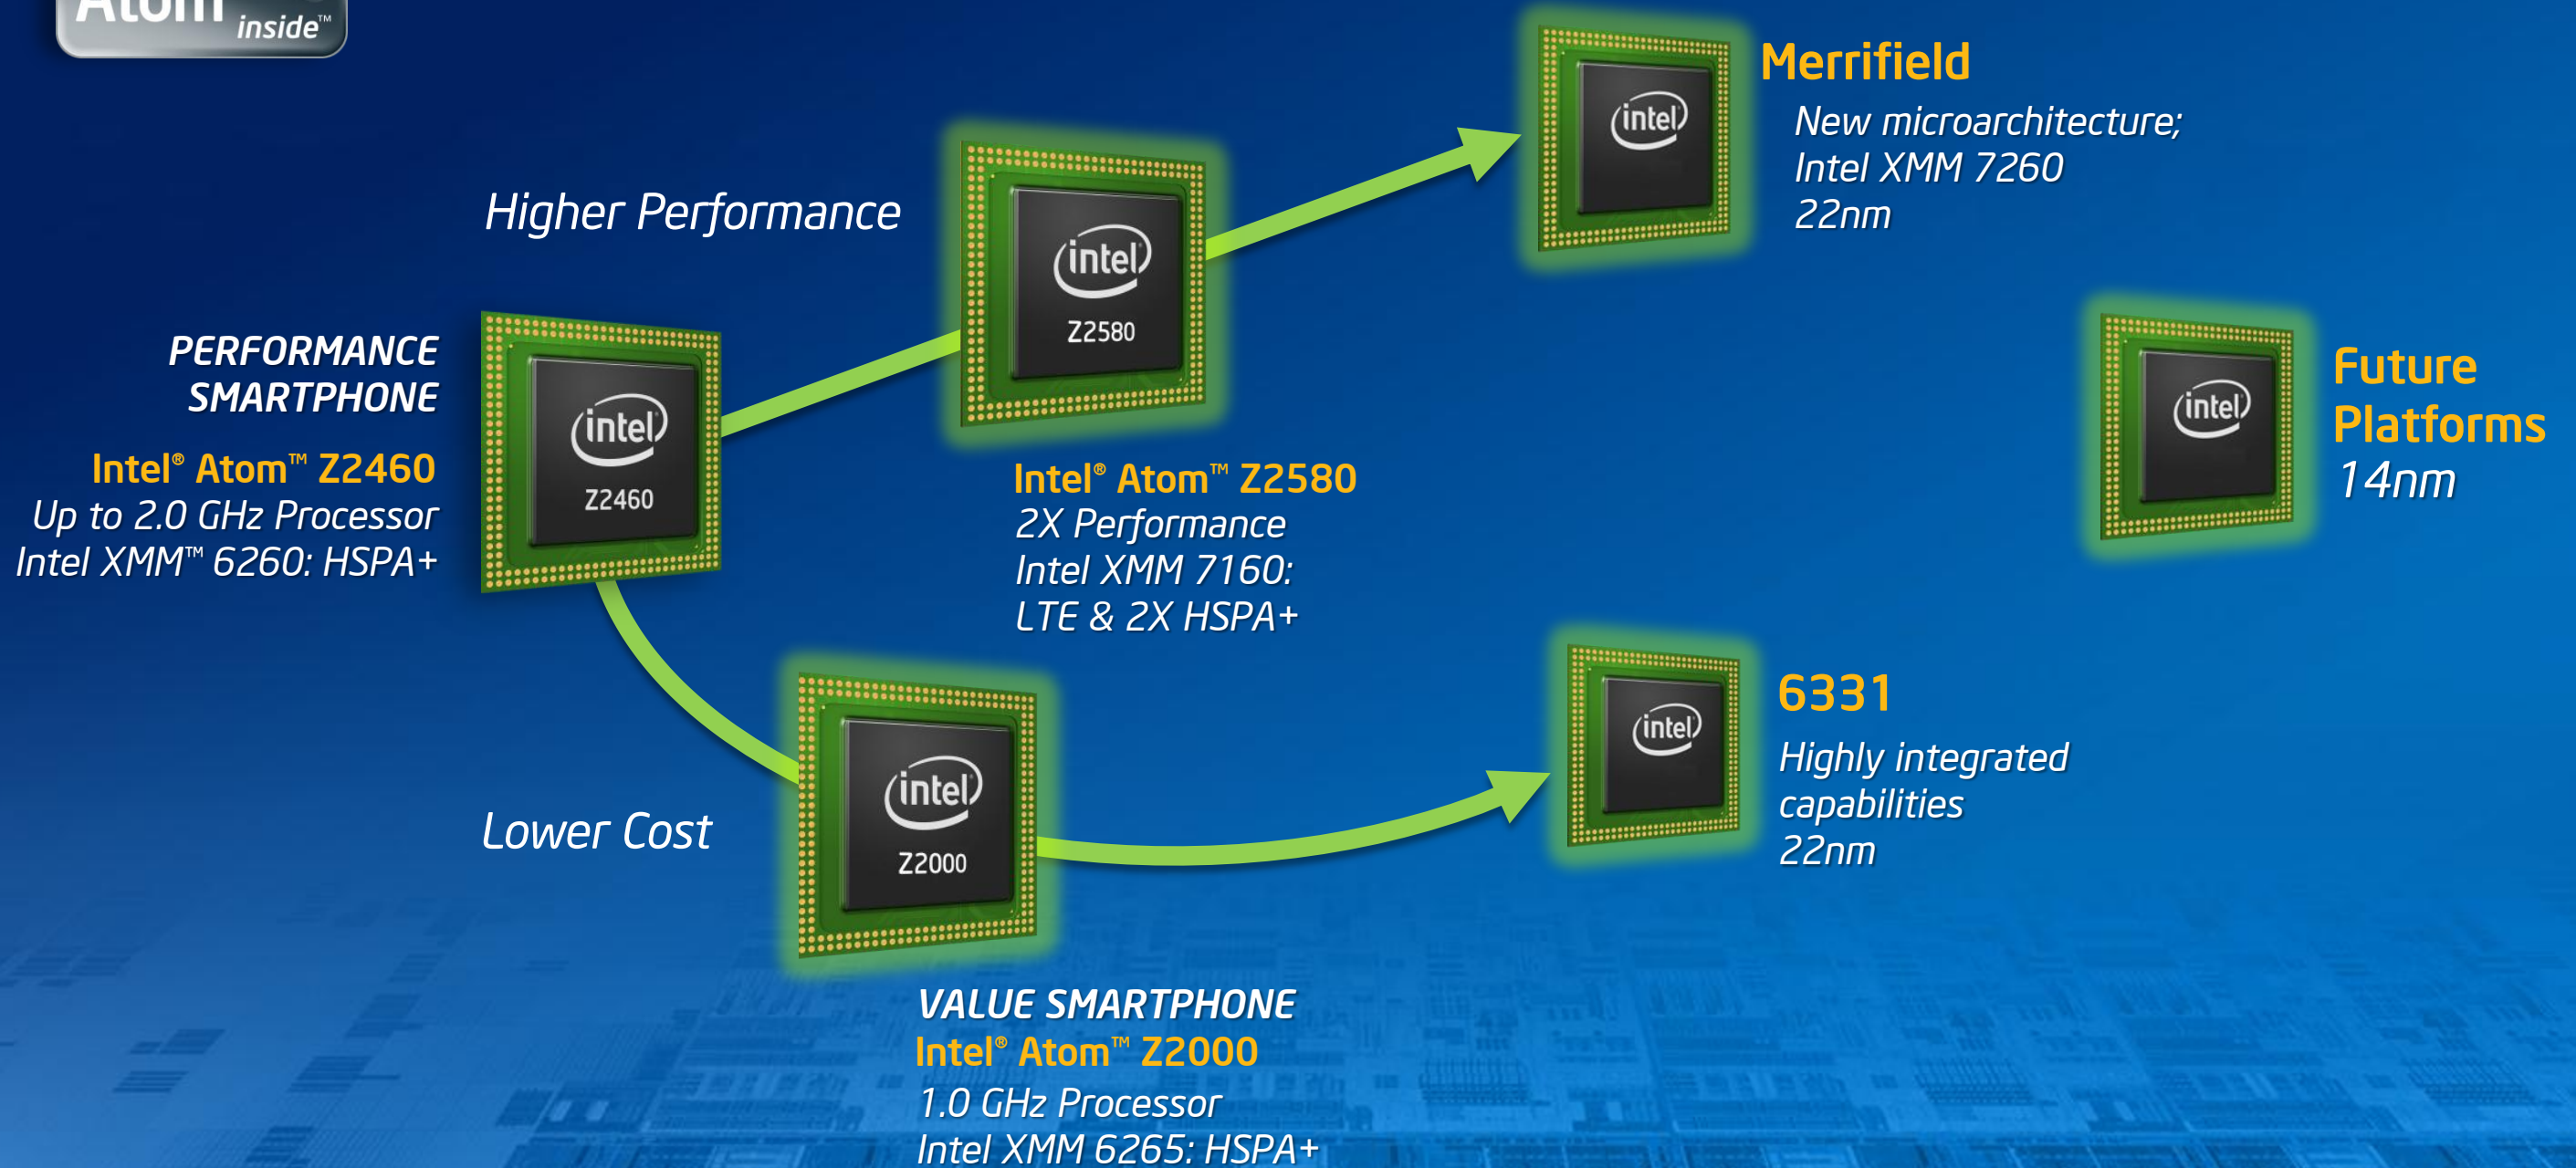 Atom
inside™
Merrifield
New microarchitecture;
Intel XMM 7260
22nm
Higher Performance
intel
intel
Z2580
PERFORMANCE
SMARTPHONE
Intel® Atom™ Z2460
Up to 2.0 GHz Processor
Intel XMM™ 6260: HSPA+
intel
Z2460
Intel® Atom™ Z2580
2X Performance
Intel XMM 7160:
LTE & 2X HSPA+
intel
Future
Platforms
14nm
Lower Cost
intel
Z2000
intel
6331
Highly integrated
capabilities
22nm
VALUE SMARTPHONE
Intel® Atom™ Z2000
1.0 GHz Processor
Intel XMM 6265: HSPA+